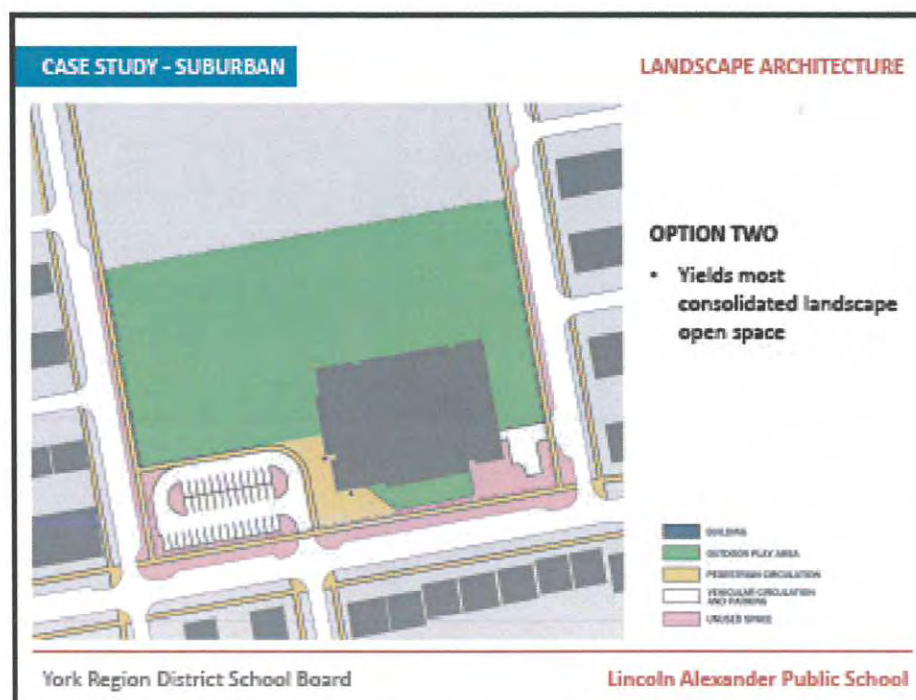 CASE STUDY - SUBURBAN
LANDSCAPE ARCHITECTURE
OPTION TWO
• Yields most
consolidated landscape
open space
BUILDING
OUTDOOR PLAY AREA
PEDESTRIAN CIRCULATION
VEHICULAR CIRCULATION
AND PARKING
UNUSED SPACE
York Region District School Board
Lincoln Alexander Public School